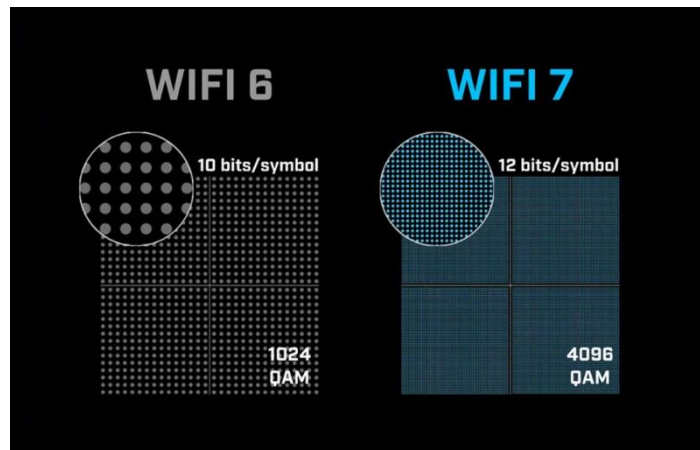 WIFI 6
10 bits/symbol
1024
QAM
WIFI 7
12 bits/symbol
4096
QAM